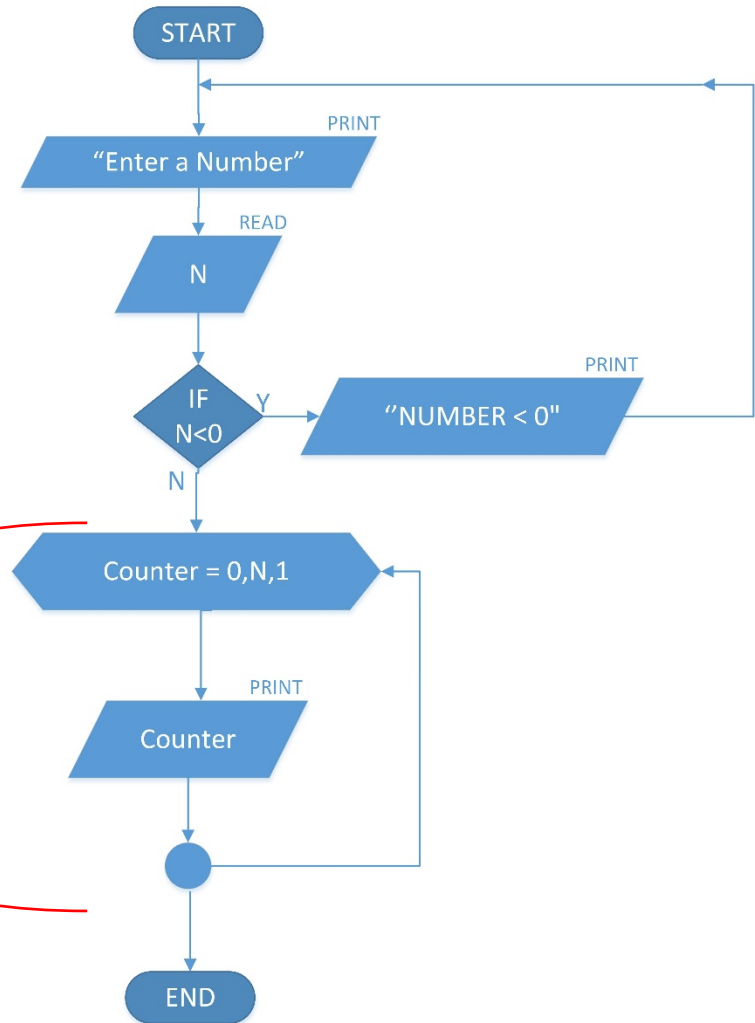 START
PRINT
“Enter a Number”
READ
N
IF
N<0
Y
PRINT
‘’NUMBER < 0"
N
Counter = 0,N,1
PRINT
Counter
END